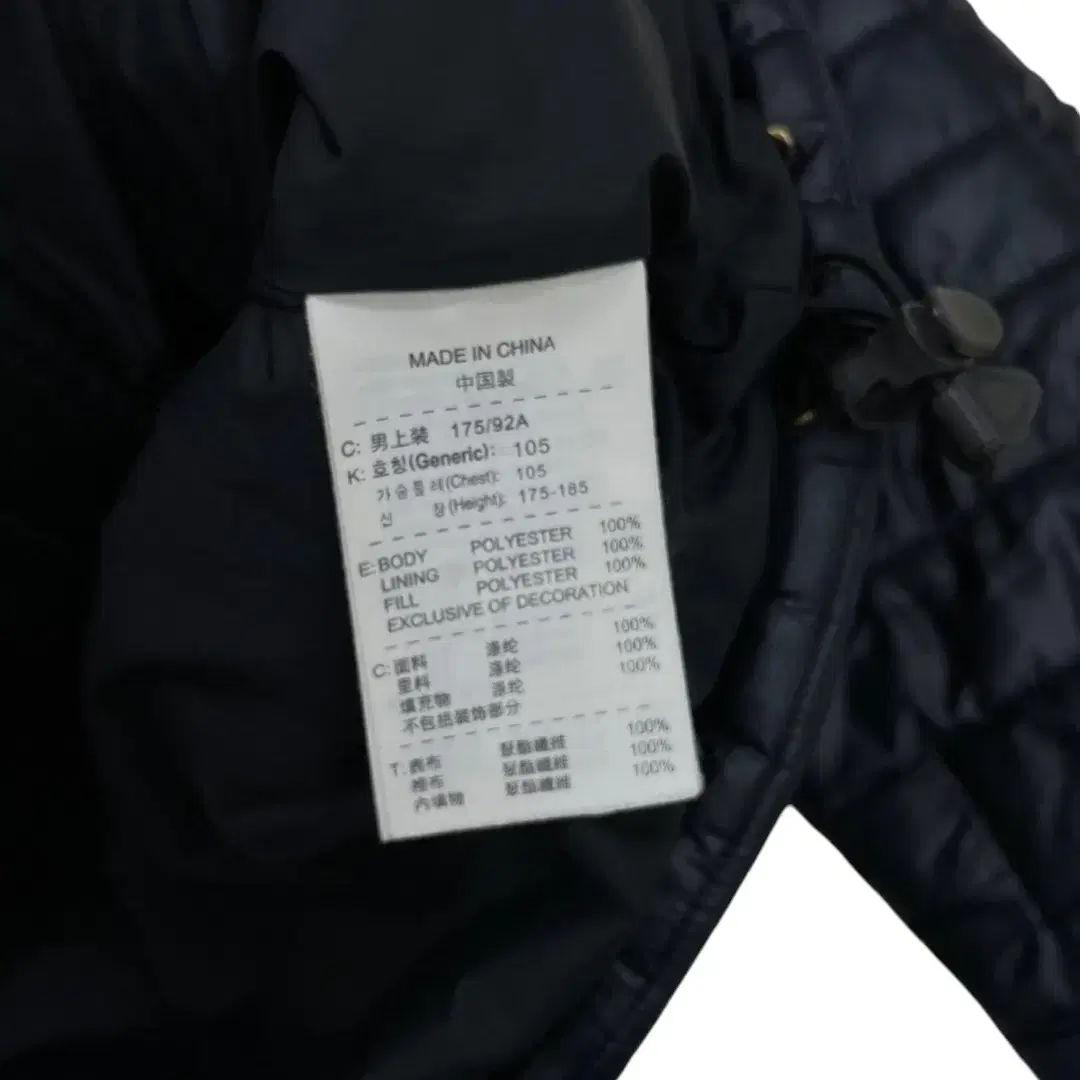 MADE IN CHINA
中国製
C: 男上装 175/92A
K: 호칭(Generic): 105
가슴둘레(Chest): 105
신 장(Height): 175-185
E: BODY POLYESTER 100%
LINING POLYESTER 100%
FILL POLYESTER 100%
EXCLUSIVE OF DECORATION
C: 面料 涤纶 100%
里料 涤纶 100%
填充物 涤纶 100%
不包括装饰部分
T: 表布 聚酯纖維 100%
裡布 聚酯纖維 100%
內填物 聚酯纖維 100%